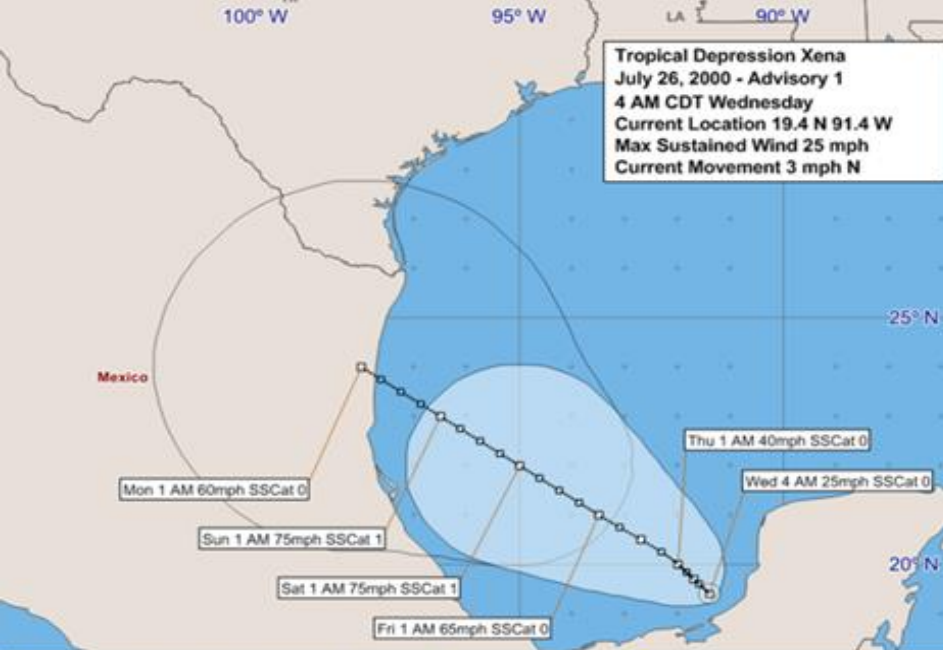 100° W
95° W
LA
90° W
Tropical Depression Xena
July 26, 2000 - Advisory 1
4 AM CDT Wednesday
Current Location 19.4 N 91.4 W
Max Sustained Wind 25 mph
Current Movement 3 mph N
25° N
Mexico
Thu 1 AM 40mph SSCat 0
Wed 4 AM 25mph SSCat 0
Mon 1 AM 60mph SSCat 0
Sun 1 AM 75mph SSCat 1
20° N
Sat 1 AM 75mph SSCat 1
Fri 1 AM 65mph SSCat 0